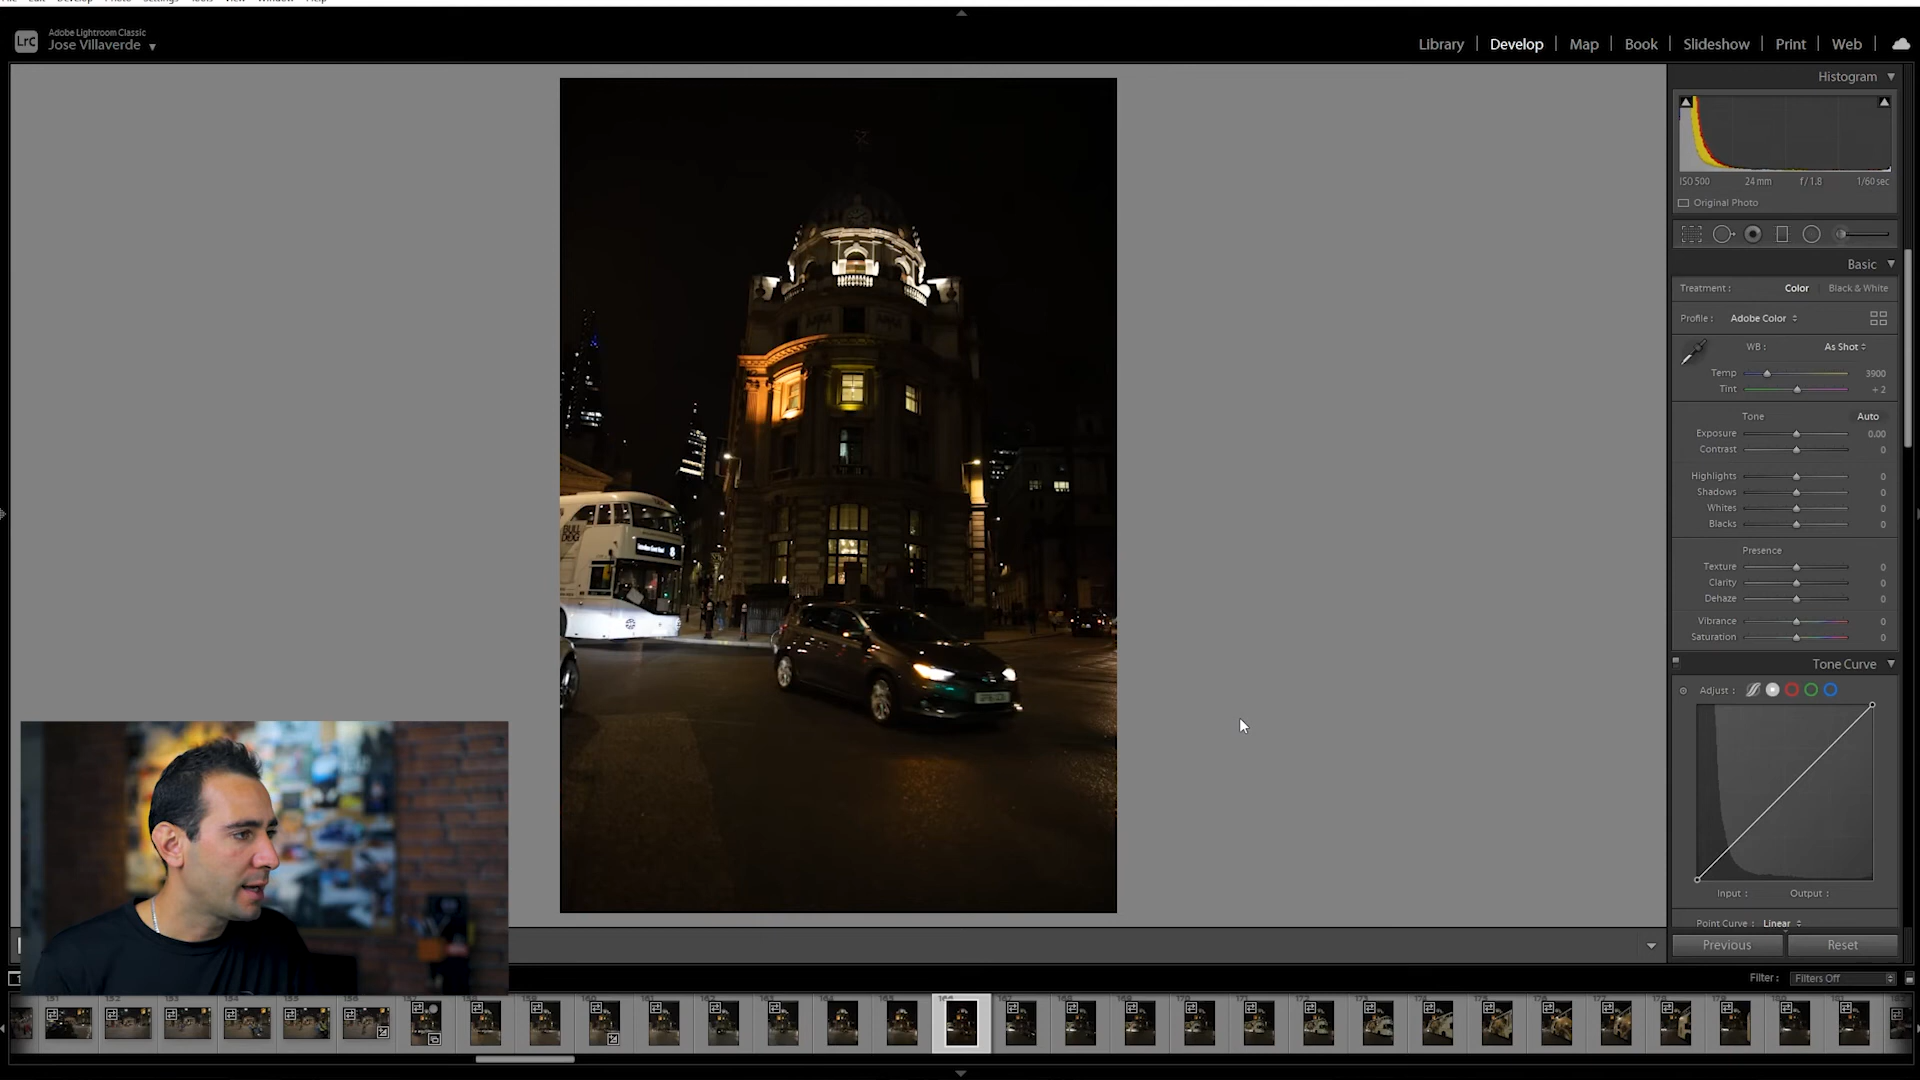 Adobe Lightroom Classic
Jose Villaverde
Library | Develop | Map | Book | Slideshow | Print | Web
Histogram
ISO 500 24 mm f / 1.8 1/60 sec
Original Photo
Basic
Treatment : Color Black & White
Profile : Adobe Color
WB : As Shot
Temp 3900
Tint + 2
Tone Auto
Exposure 0.00
Contrast 0
Highlights 0
Shadows 0
Whites 0
Blacks 0
Presence
Texture 0
Clarity 0
Dehaze 0
Vibrance 0
Saturation 0
Tone Curve
Adjust :
Input : Output :
Point Curve : Linear
Previous Reset
Filter : Filters Off
BULL
DOG
8